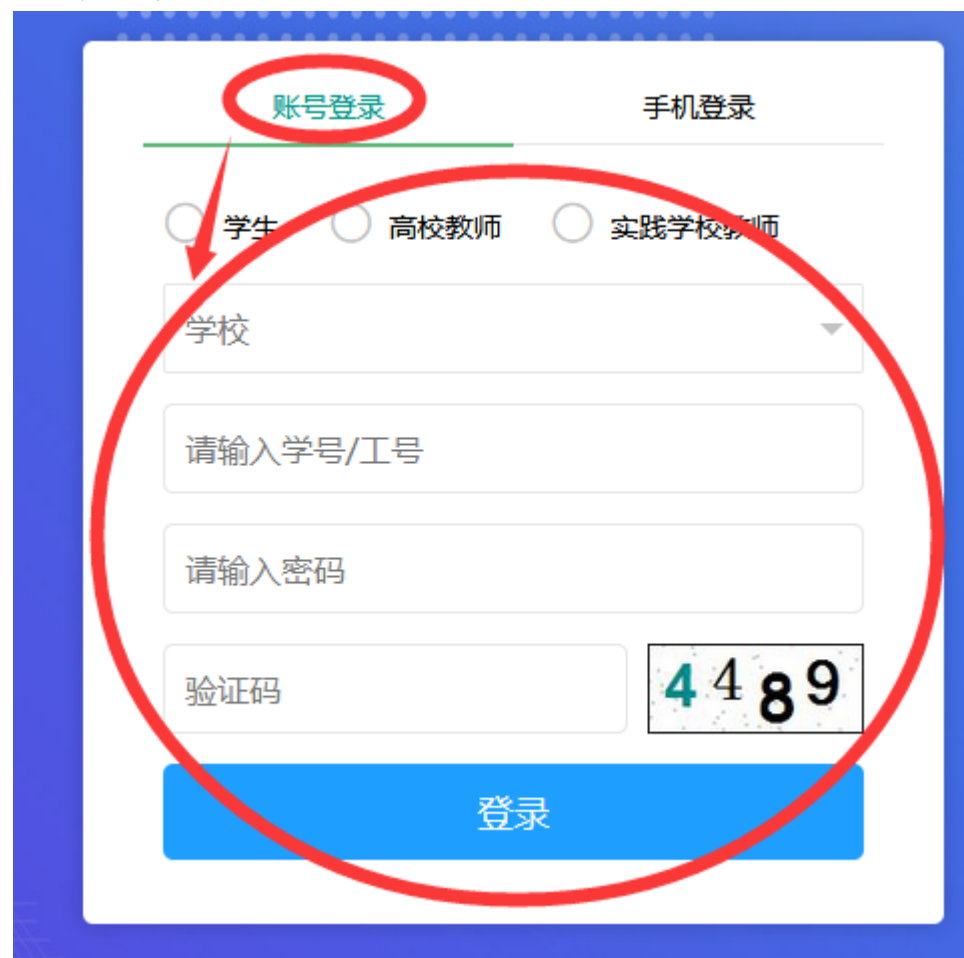 账号登录 手机登录
学生 高校教师 实践学校教师
学校
请输入学号/工号
请输入密码
验证码 4489
登录